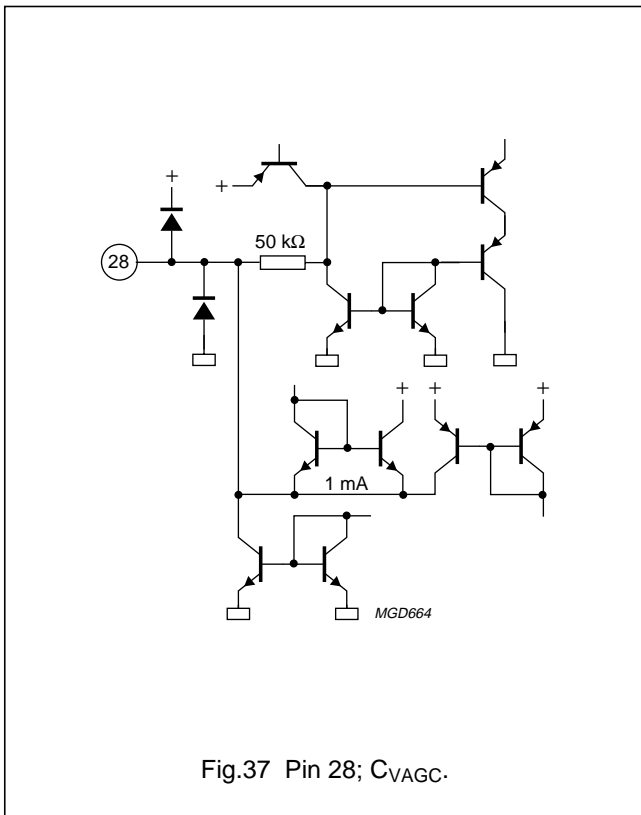 +
+
50 kΩ
28
+
+
+
1 mA
MGD664
Fig.37 Pin 28; CVAGC.